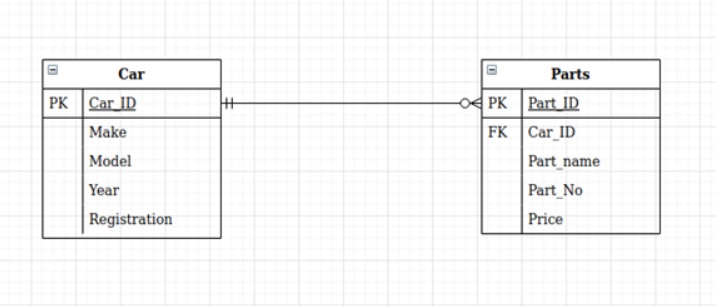 Car
PK Car_ID
Make
Model
Year
Registration
Parts
PK Part_ID
FK Car_ID
Part_name
Part_No
Price